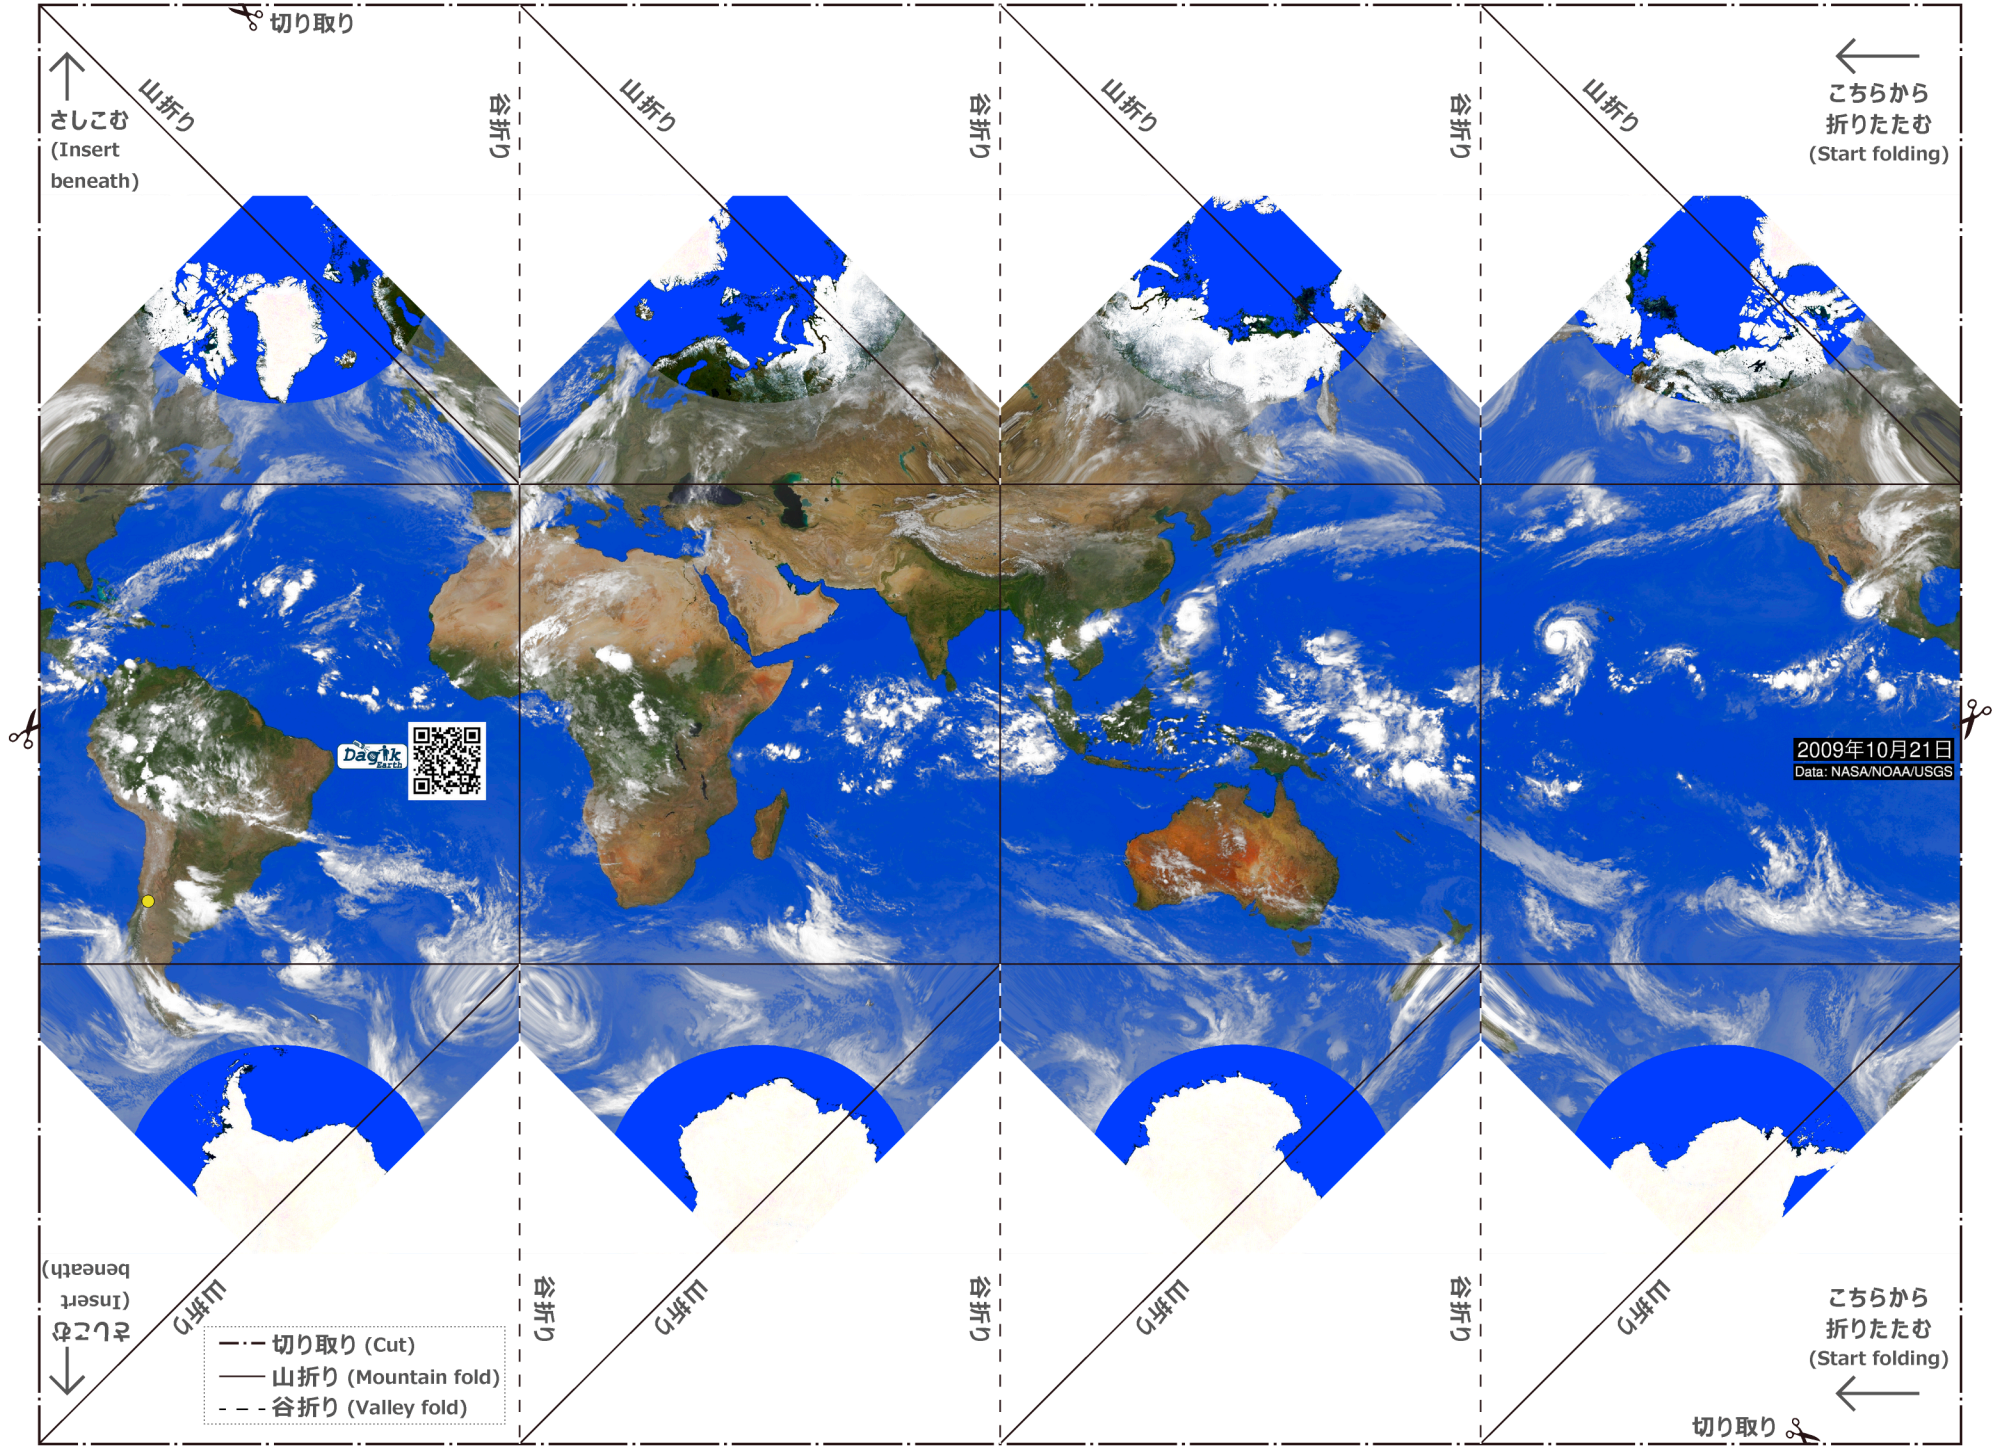 切り取り
さしこむ
(Insert
beneath)
山折り
谷折り
山折り
谷折り
山折り
谷折り
山折り
こちらから
折りたたむ
(Start folding)
Dagik
Earth
2009年10月21日
Data: NASA/NOAA/USGS
さしこむ
(Insert
beneath)
山折り
谷折り
山折り
谷折り
山折り
谷折り
山折り
こちらから
折りたたむ
(Start folding)
切り取り (Cut)
山折り (Mountain fold)
谷折り (Valley fold)
切り取り